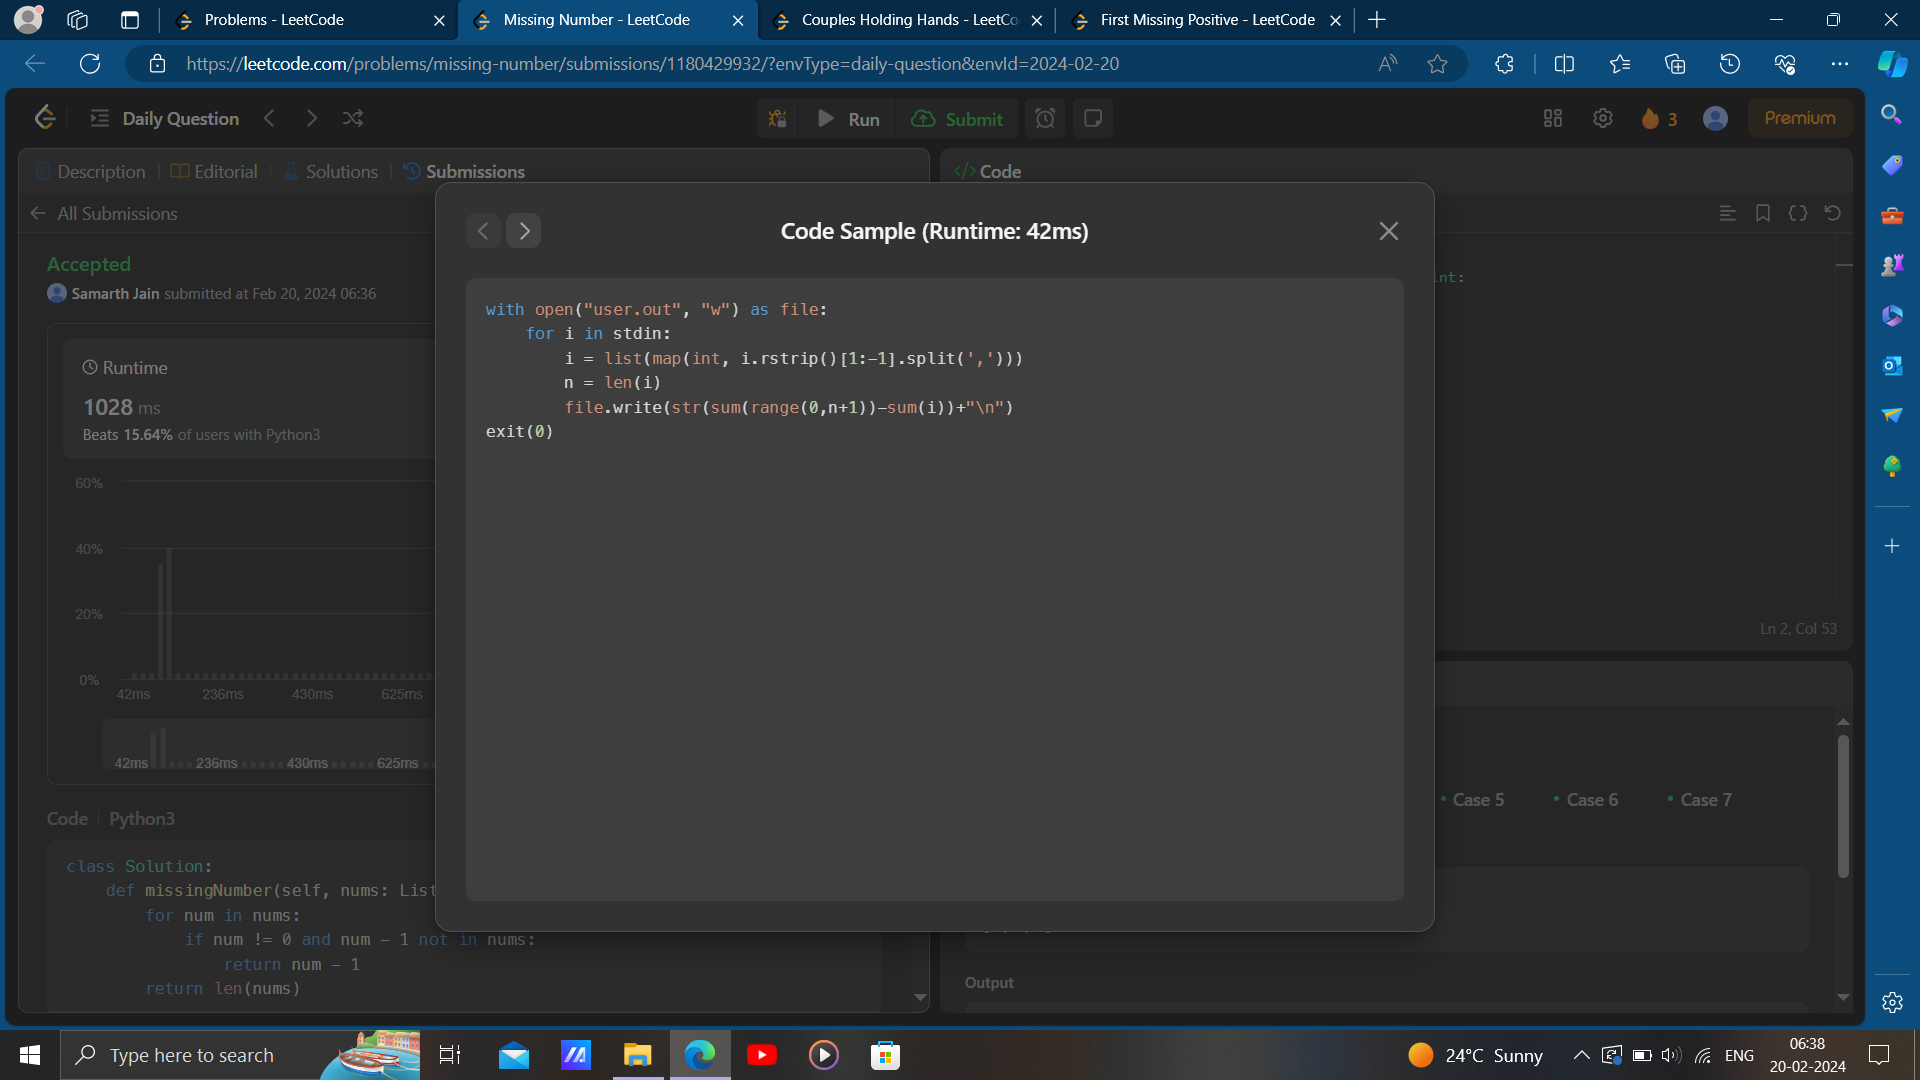 Problems - LeetCode
Missing Number - LeetCode
Couples Holding Hands - LeetCo
First Missing Positive - LeetCode
https://leetcode.com/problems/missing-number/submissions/1180429932/?envType=daily-question&envId=2024-02-20
Daily Question
Run
Submit
3
Premium
Description
Editorial
Solutions
Submissions
</> Code
All Submissions
Code Sample (Runtime: 42ms)
Accepted
Samarth Jain submitted at Feb 20, 2024 06:36
int:
with open("user.out", "w") as file:
    for i in stdin:
        i = list(map(int, i.rstrip()[1:-1].split(',')))
        n = len(i)
        file.write(str(sum(range(0,n+1))-sum(i))+"\n")
exit(0)
Runtime
1028 ms
Beats 15.64% of users with Python3
60%
40%
20%
0%
42ms 236ms 430ms 625ms
42ms 236ms 430ms 625ms
Ln 2, Col 53
Case 5
Case 6
Case 7
Code
Python3
class Solution:
    def missingNumber(self, nums: List
        for num in nums:
            if num != 0 and num - 1 not in nums:
                return num - 1
        return len(nums)
Output
Type here to search
24°C Sunny
ENG
06:38
20-02-2024